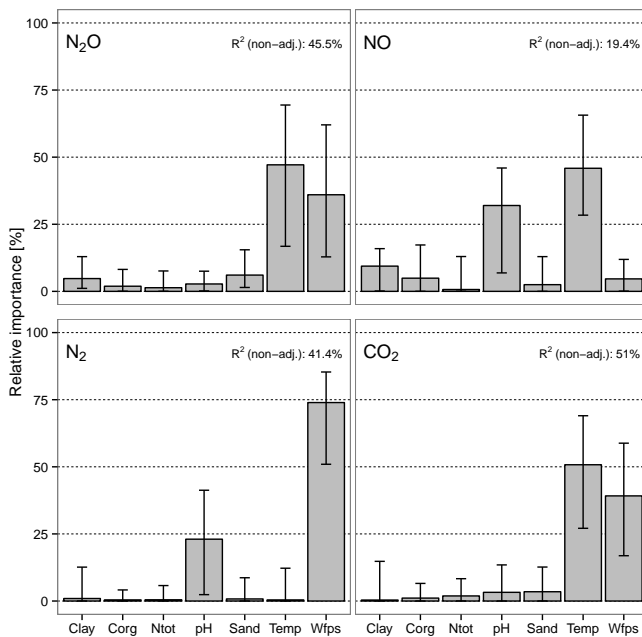 Relative importance [%]
100
75
50
25
0
N₂O
R² (non−adj.): 45.5%
NO
R² (non−adj.): 19.4%
100
75
50
25
0
N₂
R² (non−adj.): 41.4%
CO₂
R² (non−adj.): 51%
Clay Corg Ntot pH Sand Temp Wfps Clay Corg Ntot pH Sand Temp Wfps